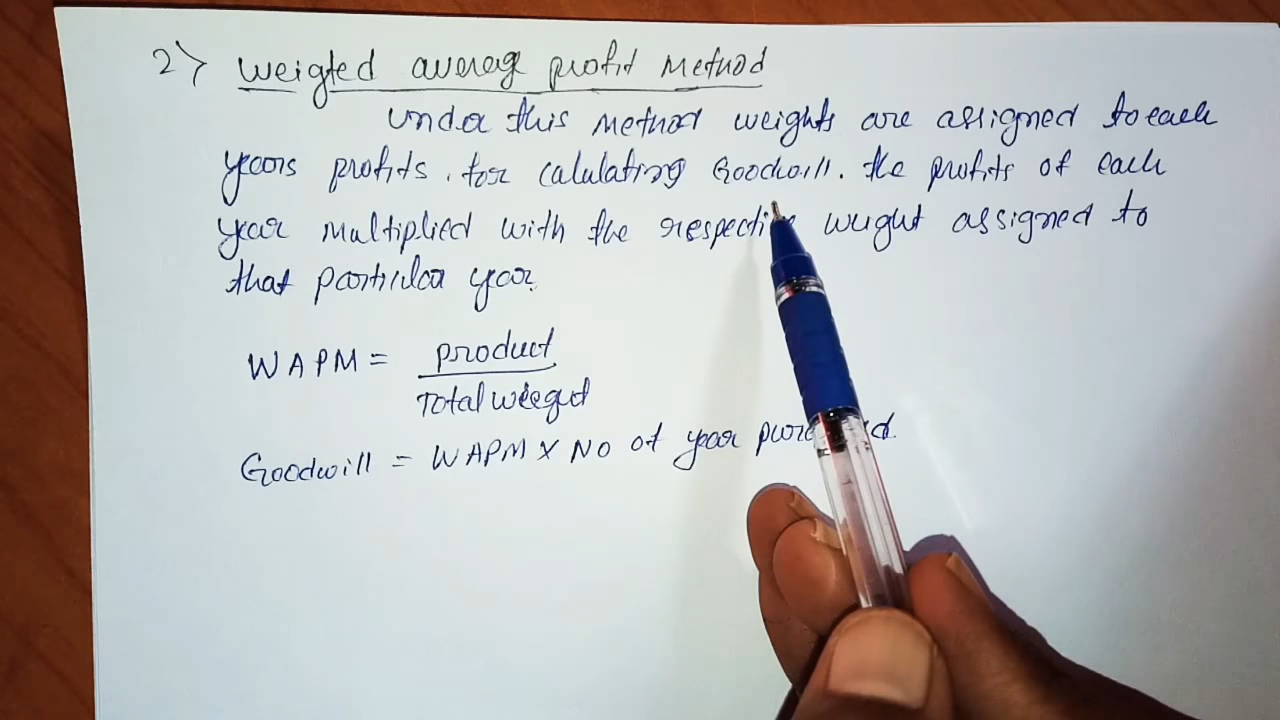 2> weigted averag profit Method
Under this Method weights are assigned to each
years profits. for calulating Goodwill. the profits of each
year Multiplied with the respective weight assigned to
that particular year.
WAPM = product
Total weegut
Goodwill = WAPM X NO of year